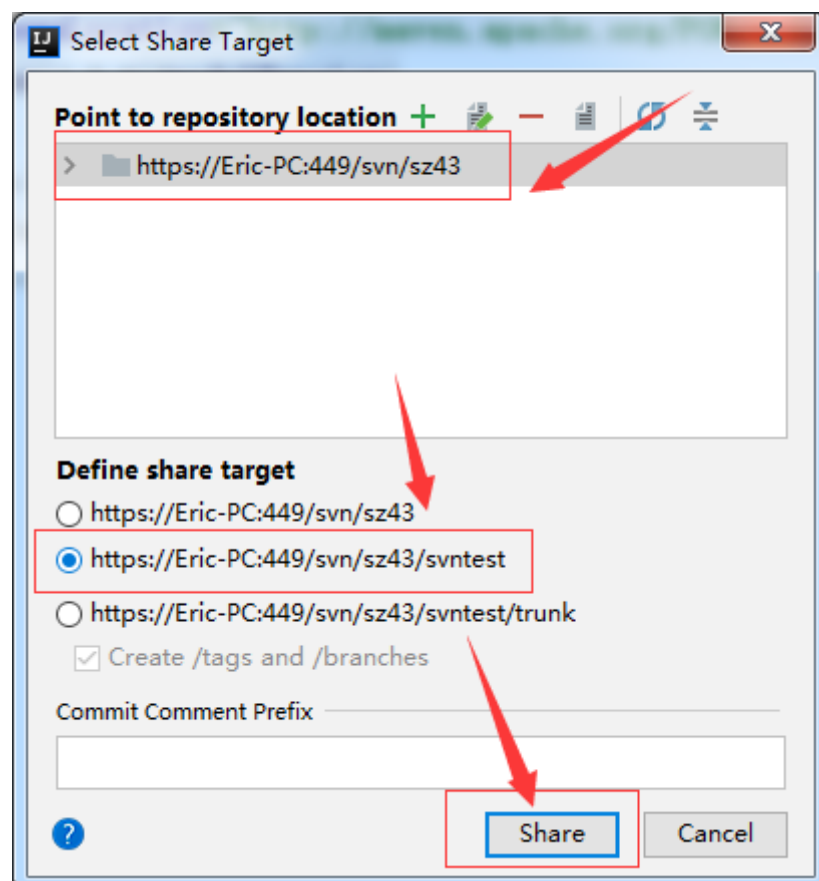 IJ Select Share Target
Point to repository location
https://Eric-PC:449/svn/sz43
Define share target
https://Eric-PC:449/svn/sz43
https://Eric-PC:449/svn/sz43/svntest
https://Eric-PC:449/svn/sz43/svntest/trunk
Create /tags and /branches
Commit Comment Prefix
? Share Cancel